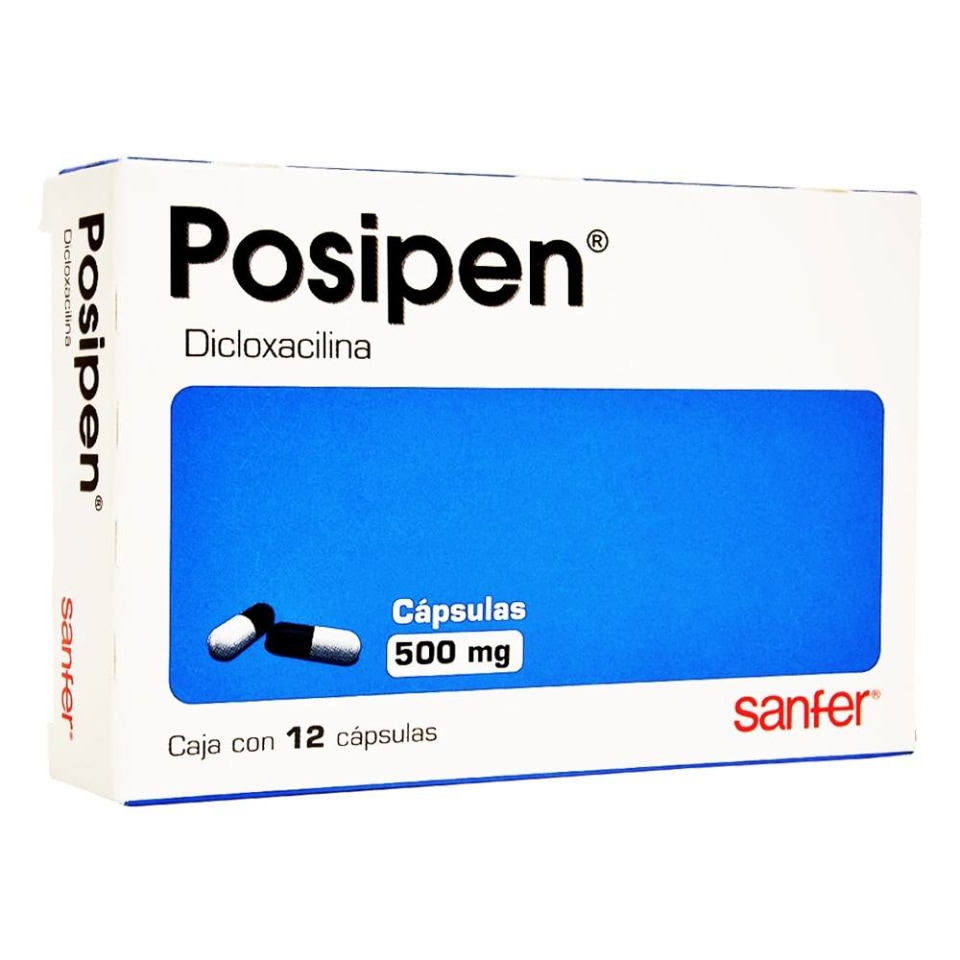 Posipen®
Dicloxacilina
Cápsulas
500 mg
Caja con 12 cápsulas
sanfer®
Posipen®
Dicloxacilina
sanfer®